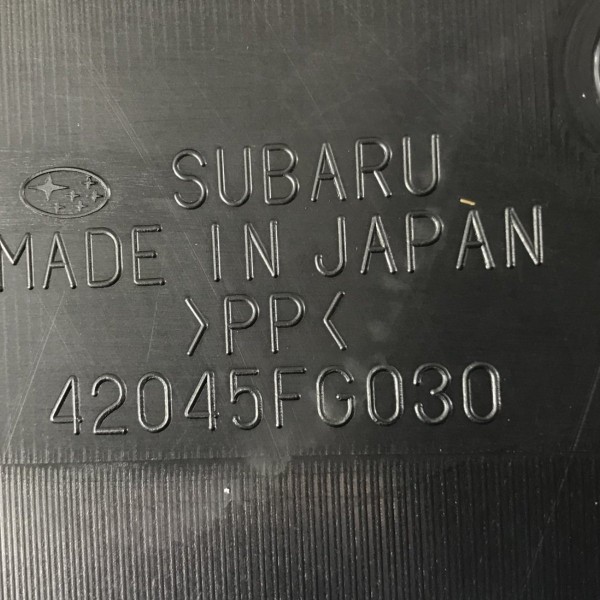 SUBARU
MADE IN JAPAN
>PP<
42045FG030